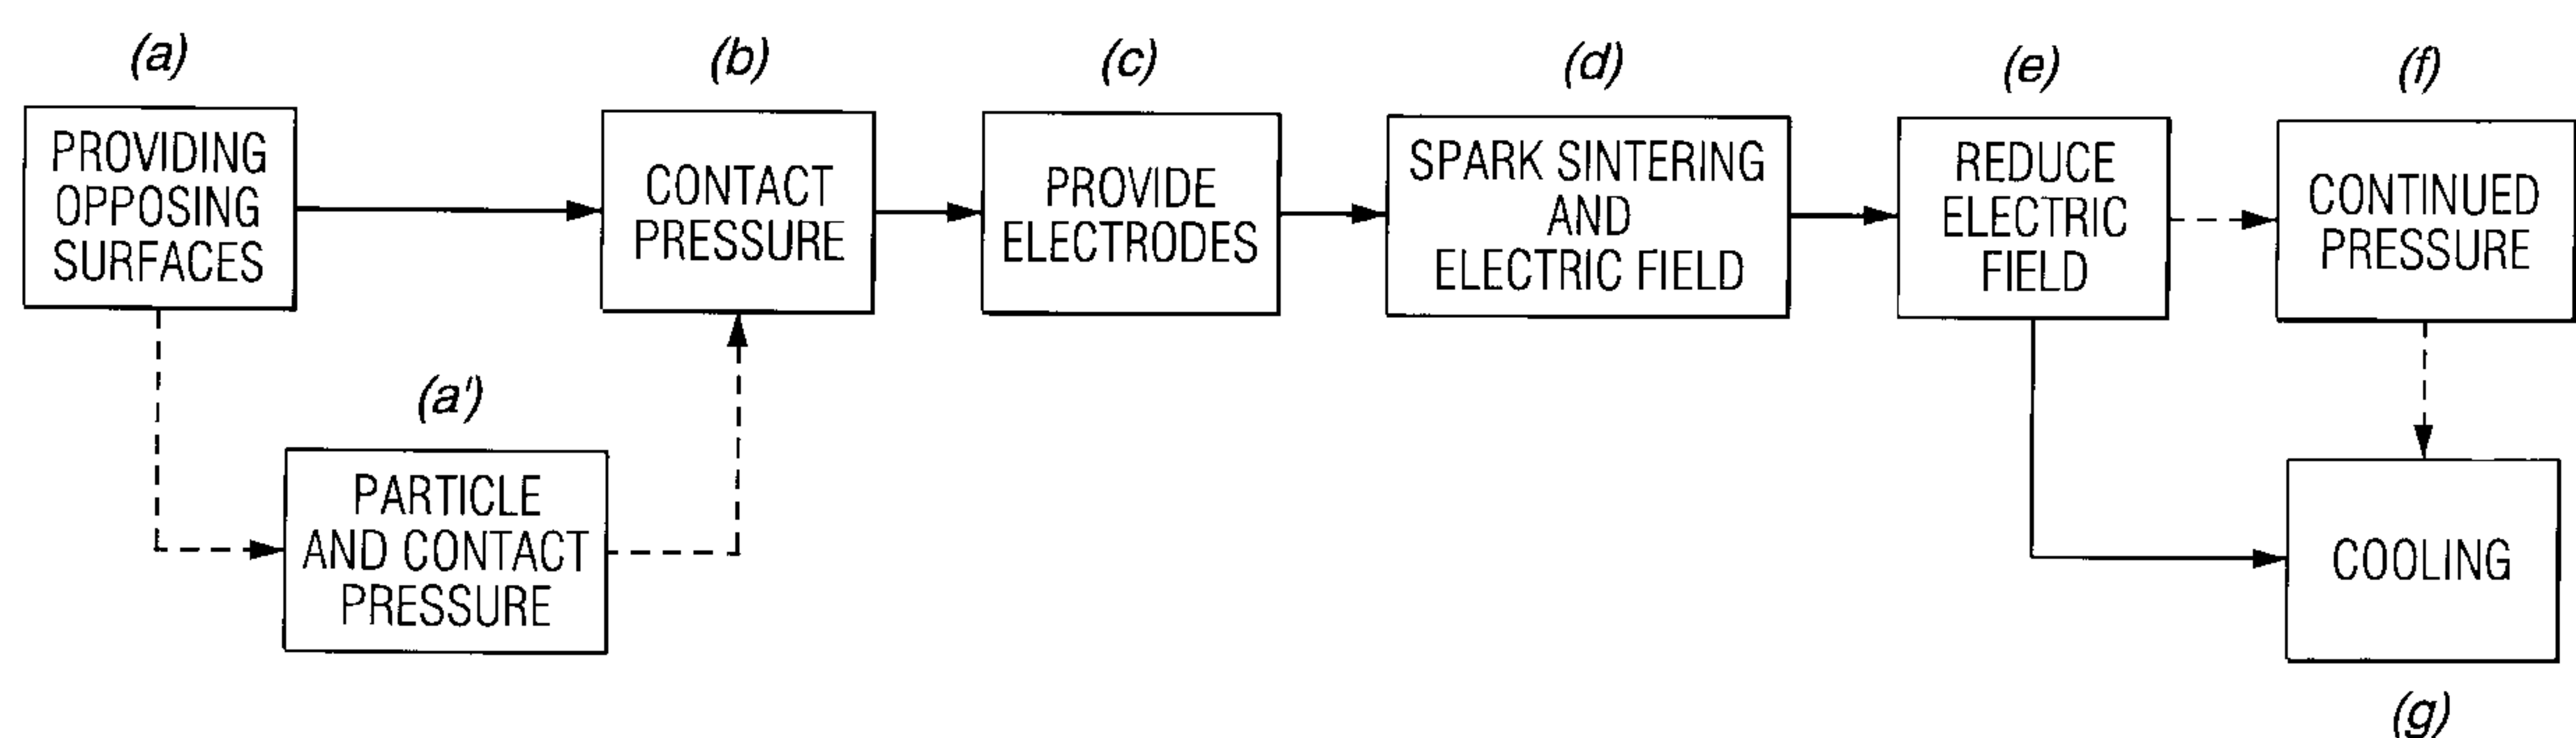 (a)
PROVIDING
OPPOSING
SURFACES
(b)
CONTACT
PRESSURE
(c)
PROVIDE
ELECTRODES
(d)
SPARK SINTERING
AND
ELECTRIC FIELD
(e)
REDUCE
ELECTRIC
FIELD
(f)
CONTINUED
PRESSURE
(a')
PARTICLE
AND CONTACT
PRESSURE
COOLING
(g)